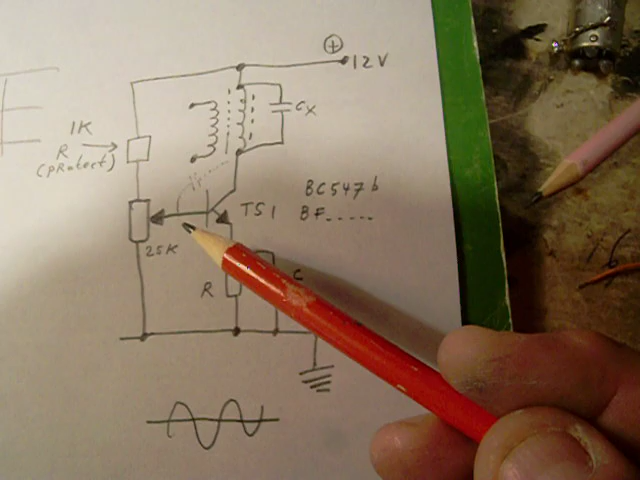 ⊕
12V
Cx
1K
R
(pRotect)
BC547b
TS1 BF.....
25K
C
R